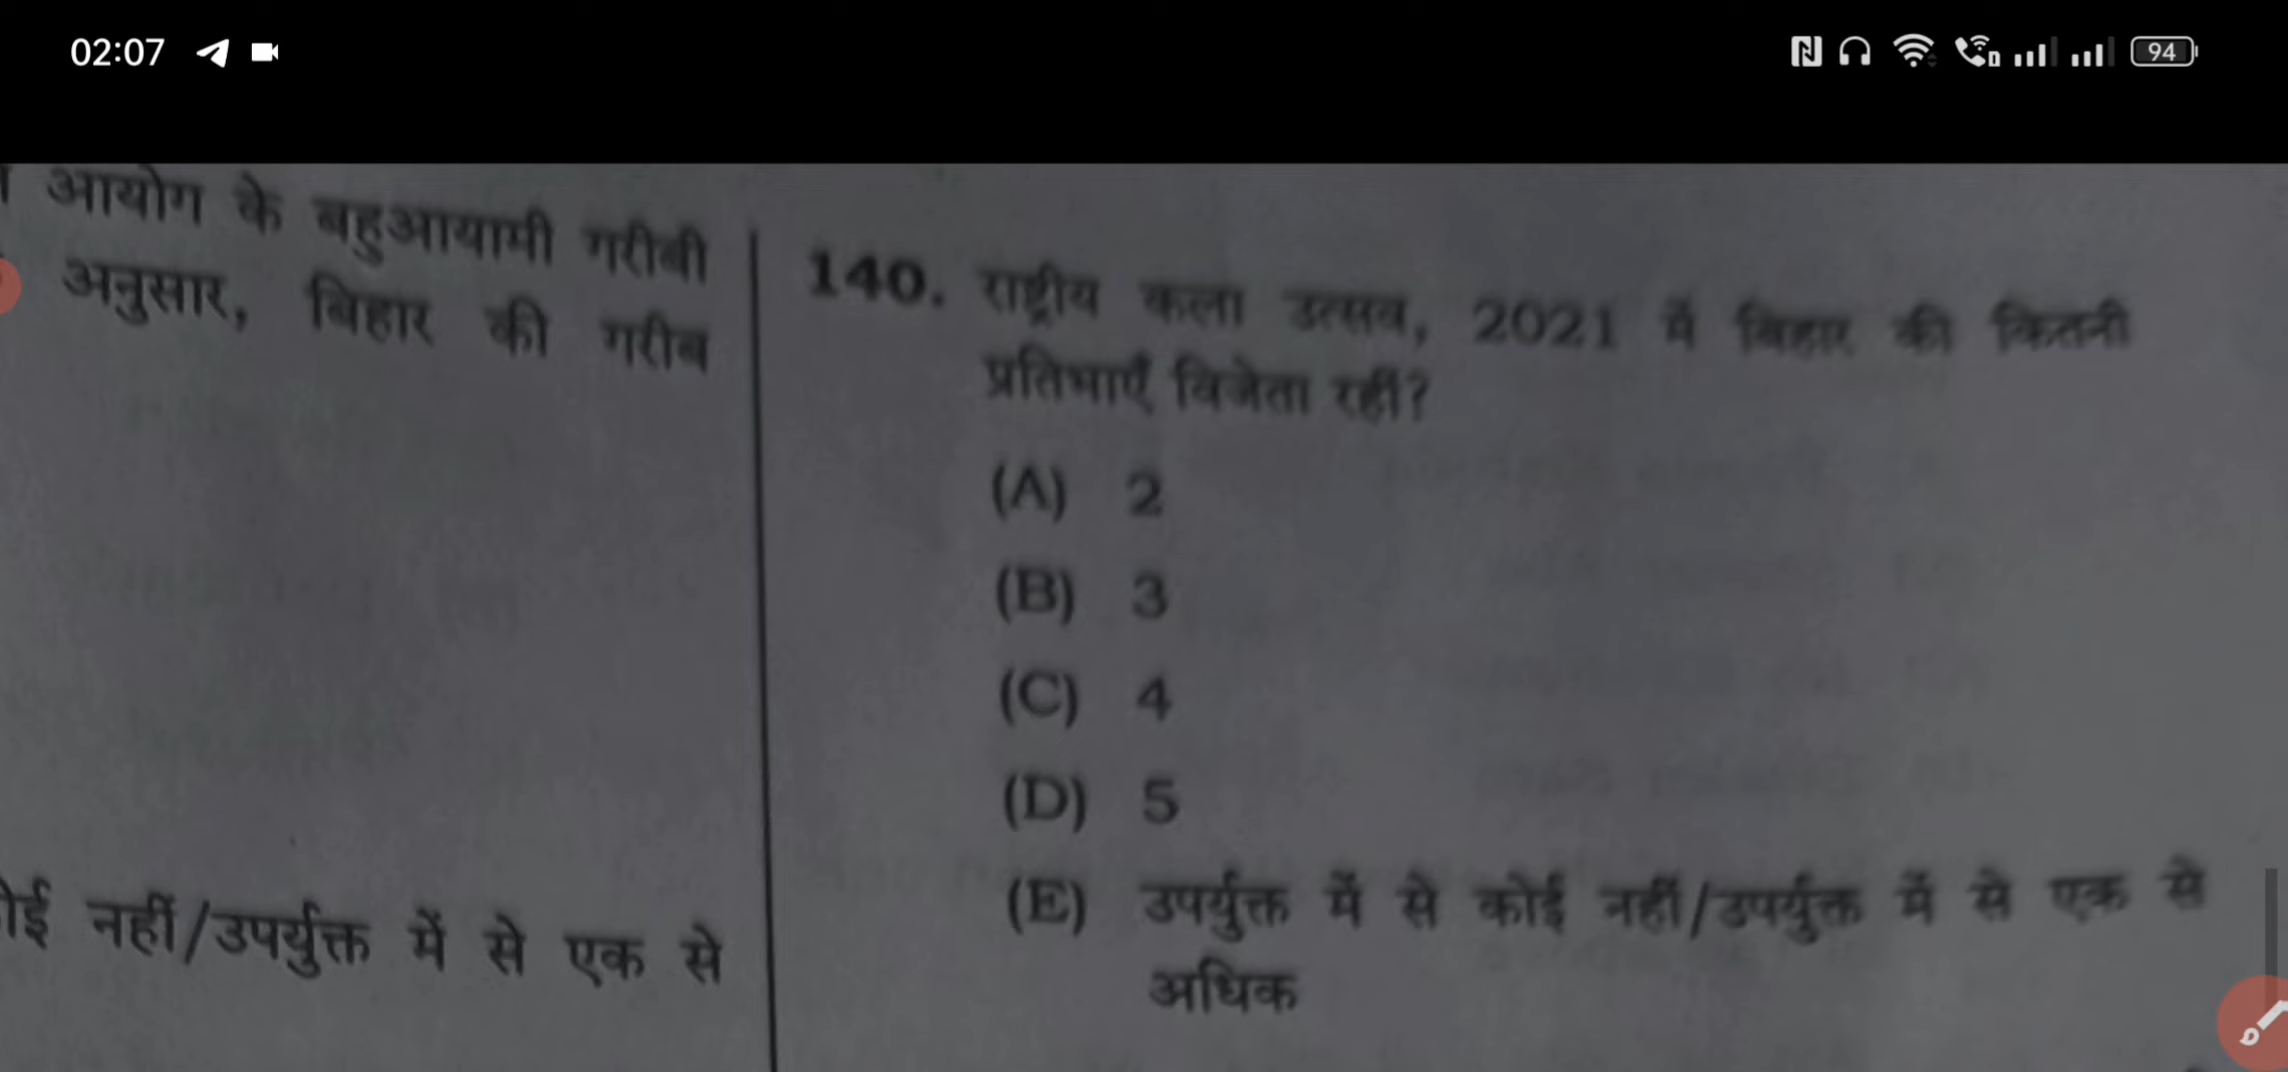 02:07
94
आयोग के बहुआयामी गरीबी
अनुसार, बिहार की गरीब
नहीं/उपर्युक्त में से एक से
140. राष्ट्रीय कला उत्सव, 2021 में बिहार की कितनी
प्रतिभाएँ विजेता रहीं?
(A) 2
(B) 3
(C) 4
(D) 5
(E) उपर्युक्त में से कोई नहीं/उपर्युक्त में से एक से
अधिक